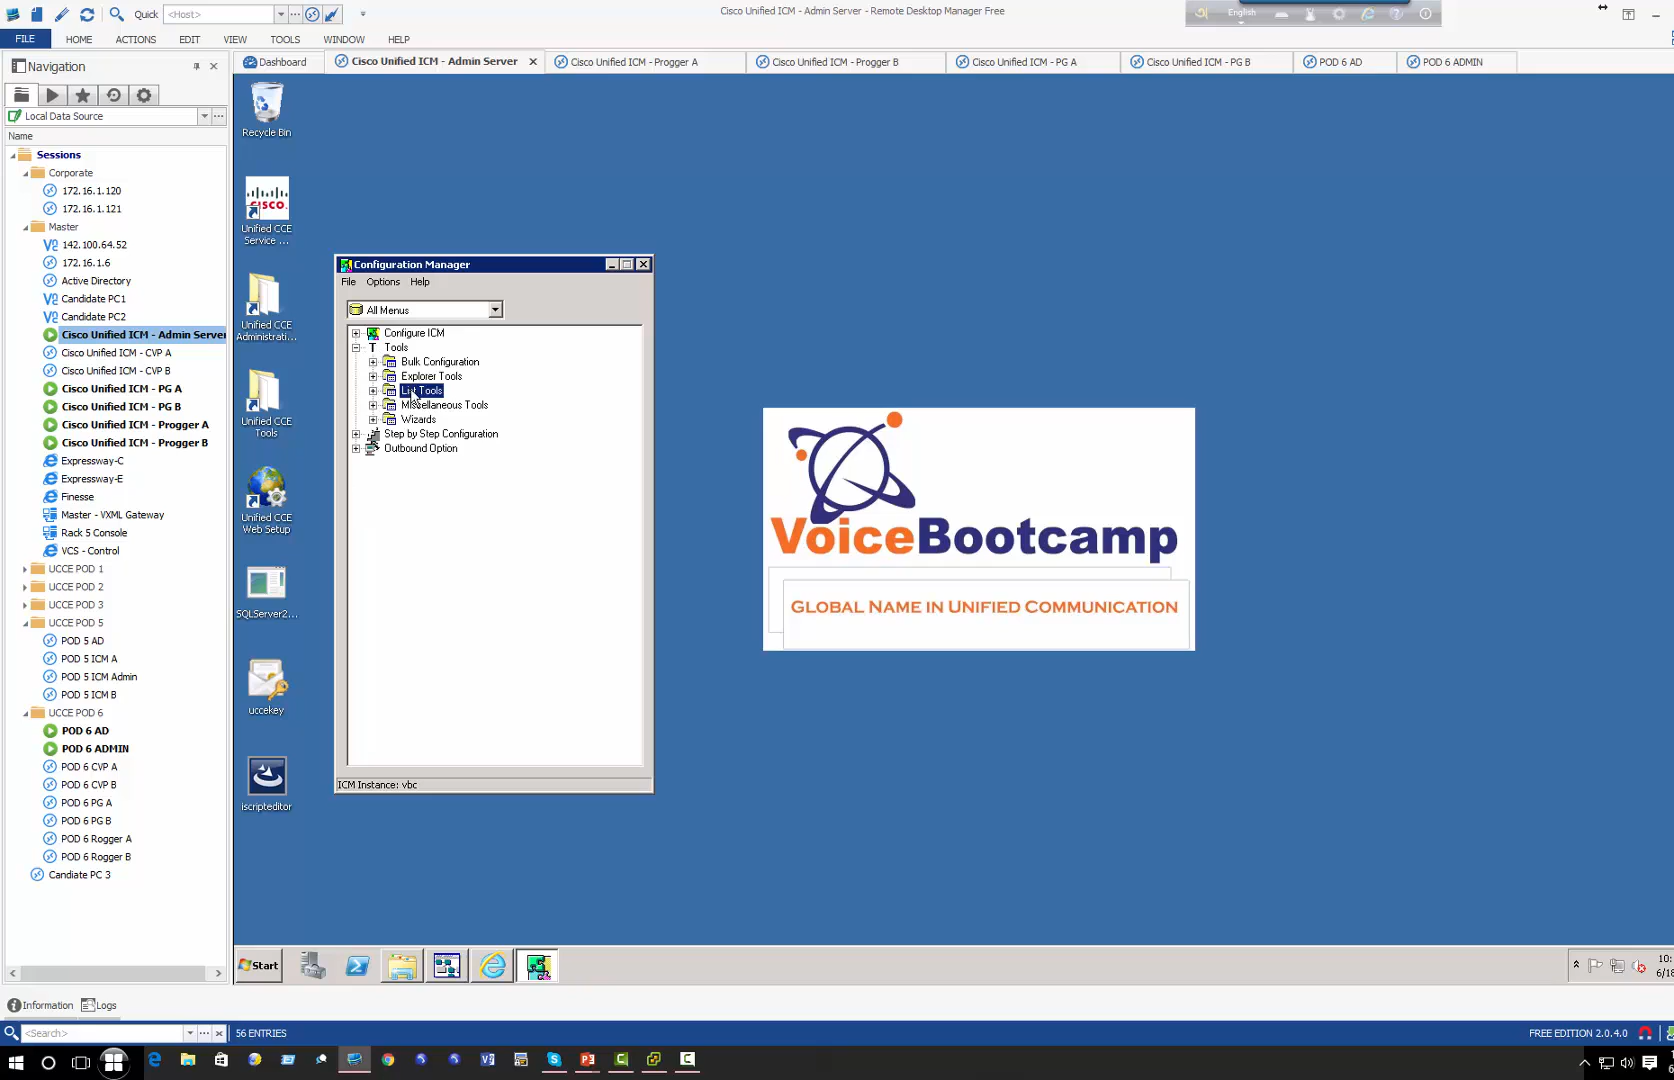 Quick
<Host>
Cisco Unified ICM - Admin Server - Remote Desktop Manager Free
English
FILE HOME ACTIONS EDIT VIEW TOOLS WINDOW HELP
Navigation
Dashboard
Cisco Unified ICM - Admin Server
Cisco Unified ICM - Progger A
Cisco Unified ICM - Progger B
Cisco Unified ICM - PG A
Cisco Unified ICM - PG B
POD 6 AD
POD 6 ADMIN
Local Data Source
Name
Sessions
Corporate
172.16.1.120
172.16.1.121
Master
142.100.64.52
172.16.1.6
Active Directory
Candidate PC1
Candidate PC2
Cisco Unified ICM - Admin Server
Cisco Unified ICM - CVP A
Cisco Unified ICM - CVP B
Cisco Unified ICM - PG A
Cisco Unified ICM - PG B
Cisco Unified ICM - Progger A
Cisco Unified ICM - Progger B
Expressway-C
Expressway-E
Finesse
Master - VXML Gateway
Rack 5 Console
VCS - Control
UCCE POD 1
UCCE POD 2
UCCE POD 3
UCCE POD 5
POD 5 AD
POD 5 ICM A
POD 5 ICM Admin
POD 5 ICM B
UCCE POD 6
POD 6 AD
POD 6 ADMIN
POD 6 CVP A
POD 6 CVP B
POD 6 PG A
POD 6 PG B
POD 6 Rogger A
POD 6 Rogger B
Candiate PC 3
Recycle Bin
CISCO
Unified CCE
Service ...
Unified CCE
Administrati...
Unified CCE
Tools
Unified CCE
Web Setup
SQLServer2...
uccekey
iscripteditor
Configuration Manager
File Options Help
All Menus
Configure ICM
Tools
Bulk Configuration
Explorer Tools
List Tools
Miscellaneous Tools
Wizards
Step by Step Configuration
Outbound Option
ICM Instance: vbc
VoiceBootcamp
GLOBAL NAME IN UNIFIED COMMUNICATION
Start
10:
6/18
Information Logs
<Search>
56 ENTRIES
FREE EDITION 2.0.4.0